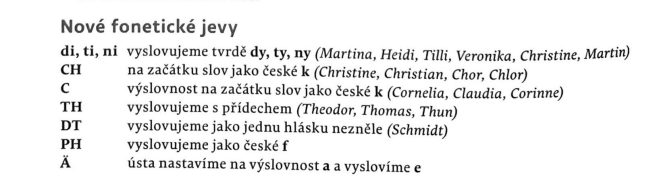 Nové fonetické jevy
di, ti, ni vyslovujeme tvrdě dy, ty, ny (Martina, Heidi, Tilli, Veronika, Christine, Martin)
CH na začátku slov jako české k (Christine, Christian, Chor, Chlor)
C výslovnost na začátku slov jako české k (Cornelia, Claudia, Corinne)
TH vyslovujeme s přídechem (Theodor, Thomas, Thun)
DT vyslovujeme jako jednu hlásku nezněle (Schmidt)
PH vyslovujeme jako české f
Ä ústa nastavíme na výslovnost a a vyslovíme e